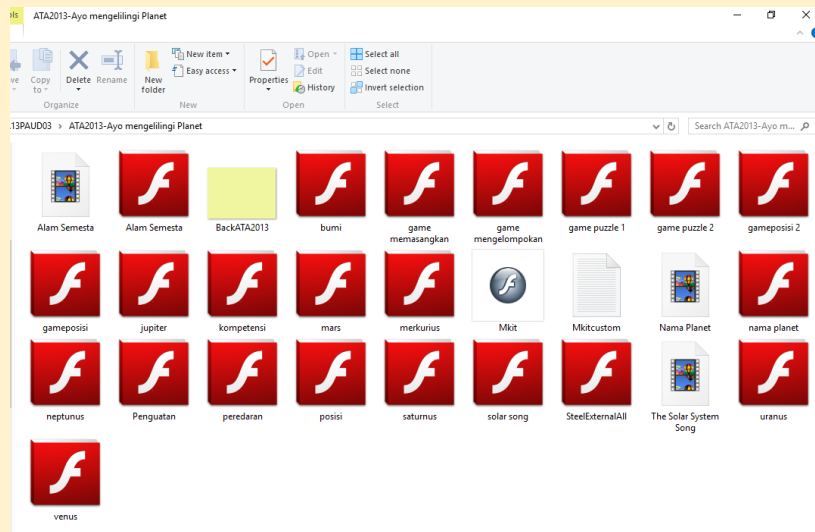 ols ATA2013-Ayo mengelilingi Planet
New item Open Select all
Easy access Edit Select none
ve Copy to Delete Rename New folder Properties History Invert selection
Organize New Open Select
.13PAUD03 > ATA2013-Ayo mengelilingi Planet Search ATA2013-Ayo m...
Alam Semesta Alam Semesta BackATA2013 bumi game memasangkan game mengelompokan game puzzle 1 game puzzle 2 gameposisi 2
gameposisi jupiter kompetensi mars merkurius Mkit Mkitcustom Nama Planet nama planet
neptunus Penguatan peredaran posisi saturnus solar song SteelExternalAll The Solar System Song uranus
venus